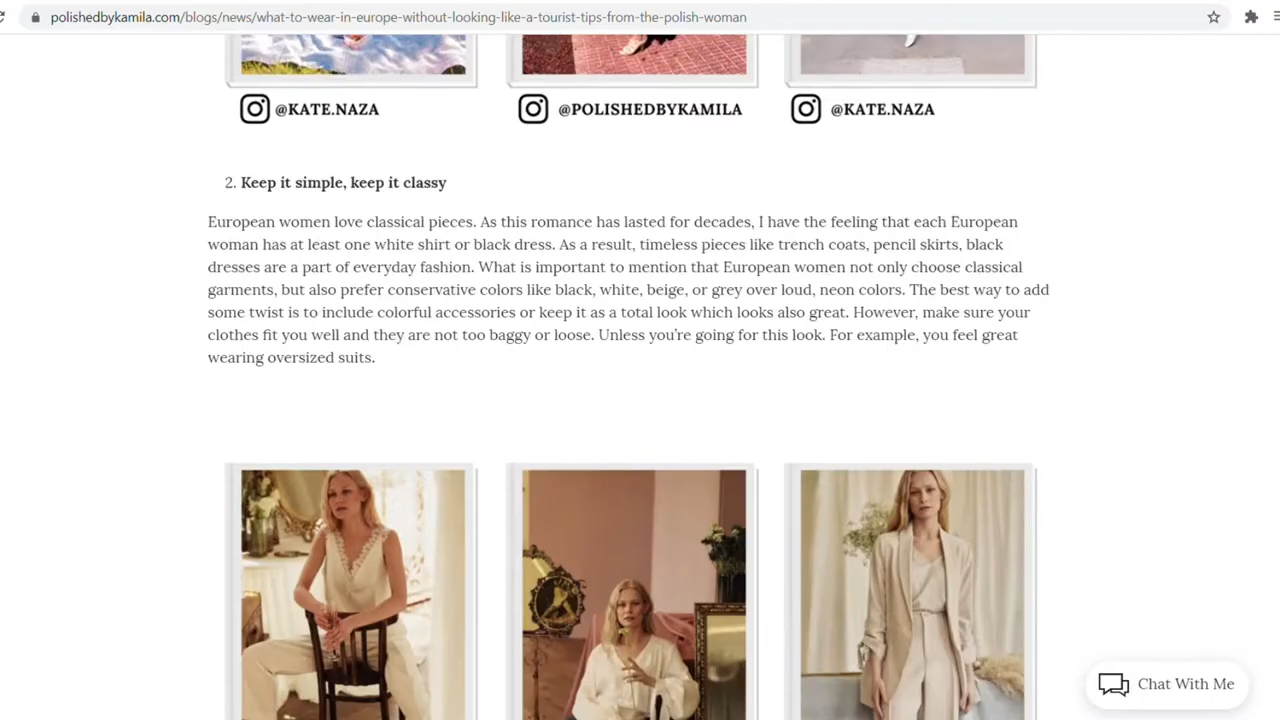 polishedbykamila.com/blogs/news/what-to-wear-in-europe-without-looking-like-a-tourist-tips-from-the-polish-woman
@KATE.NAZA @POLISHEDBYKAMILA @KATE.NAZA
2. Keep it simple, keep it classy
European women love classical pieces. As this romance has lasted for decades, I have the feeling that each European
woman has at least one white shirt or black dress. As a result, timeless pieces like trench coats, pencil skirts, black
dresses are a part of everyday fashion. What is important to mention that European women not only choose classical
garments, but also prefer conservative colors like black, white, beige, or grey over loud, neon colors. The best way to add
some twist is to include colorful accessories or keep it as a total look which looks also great. However, make sure your
clothes fit you well and they are not too baggy or loose. Unless you’re going for this look. For example, you feel great
wearing oversized suits.
Chat With Me